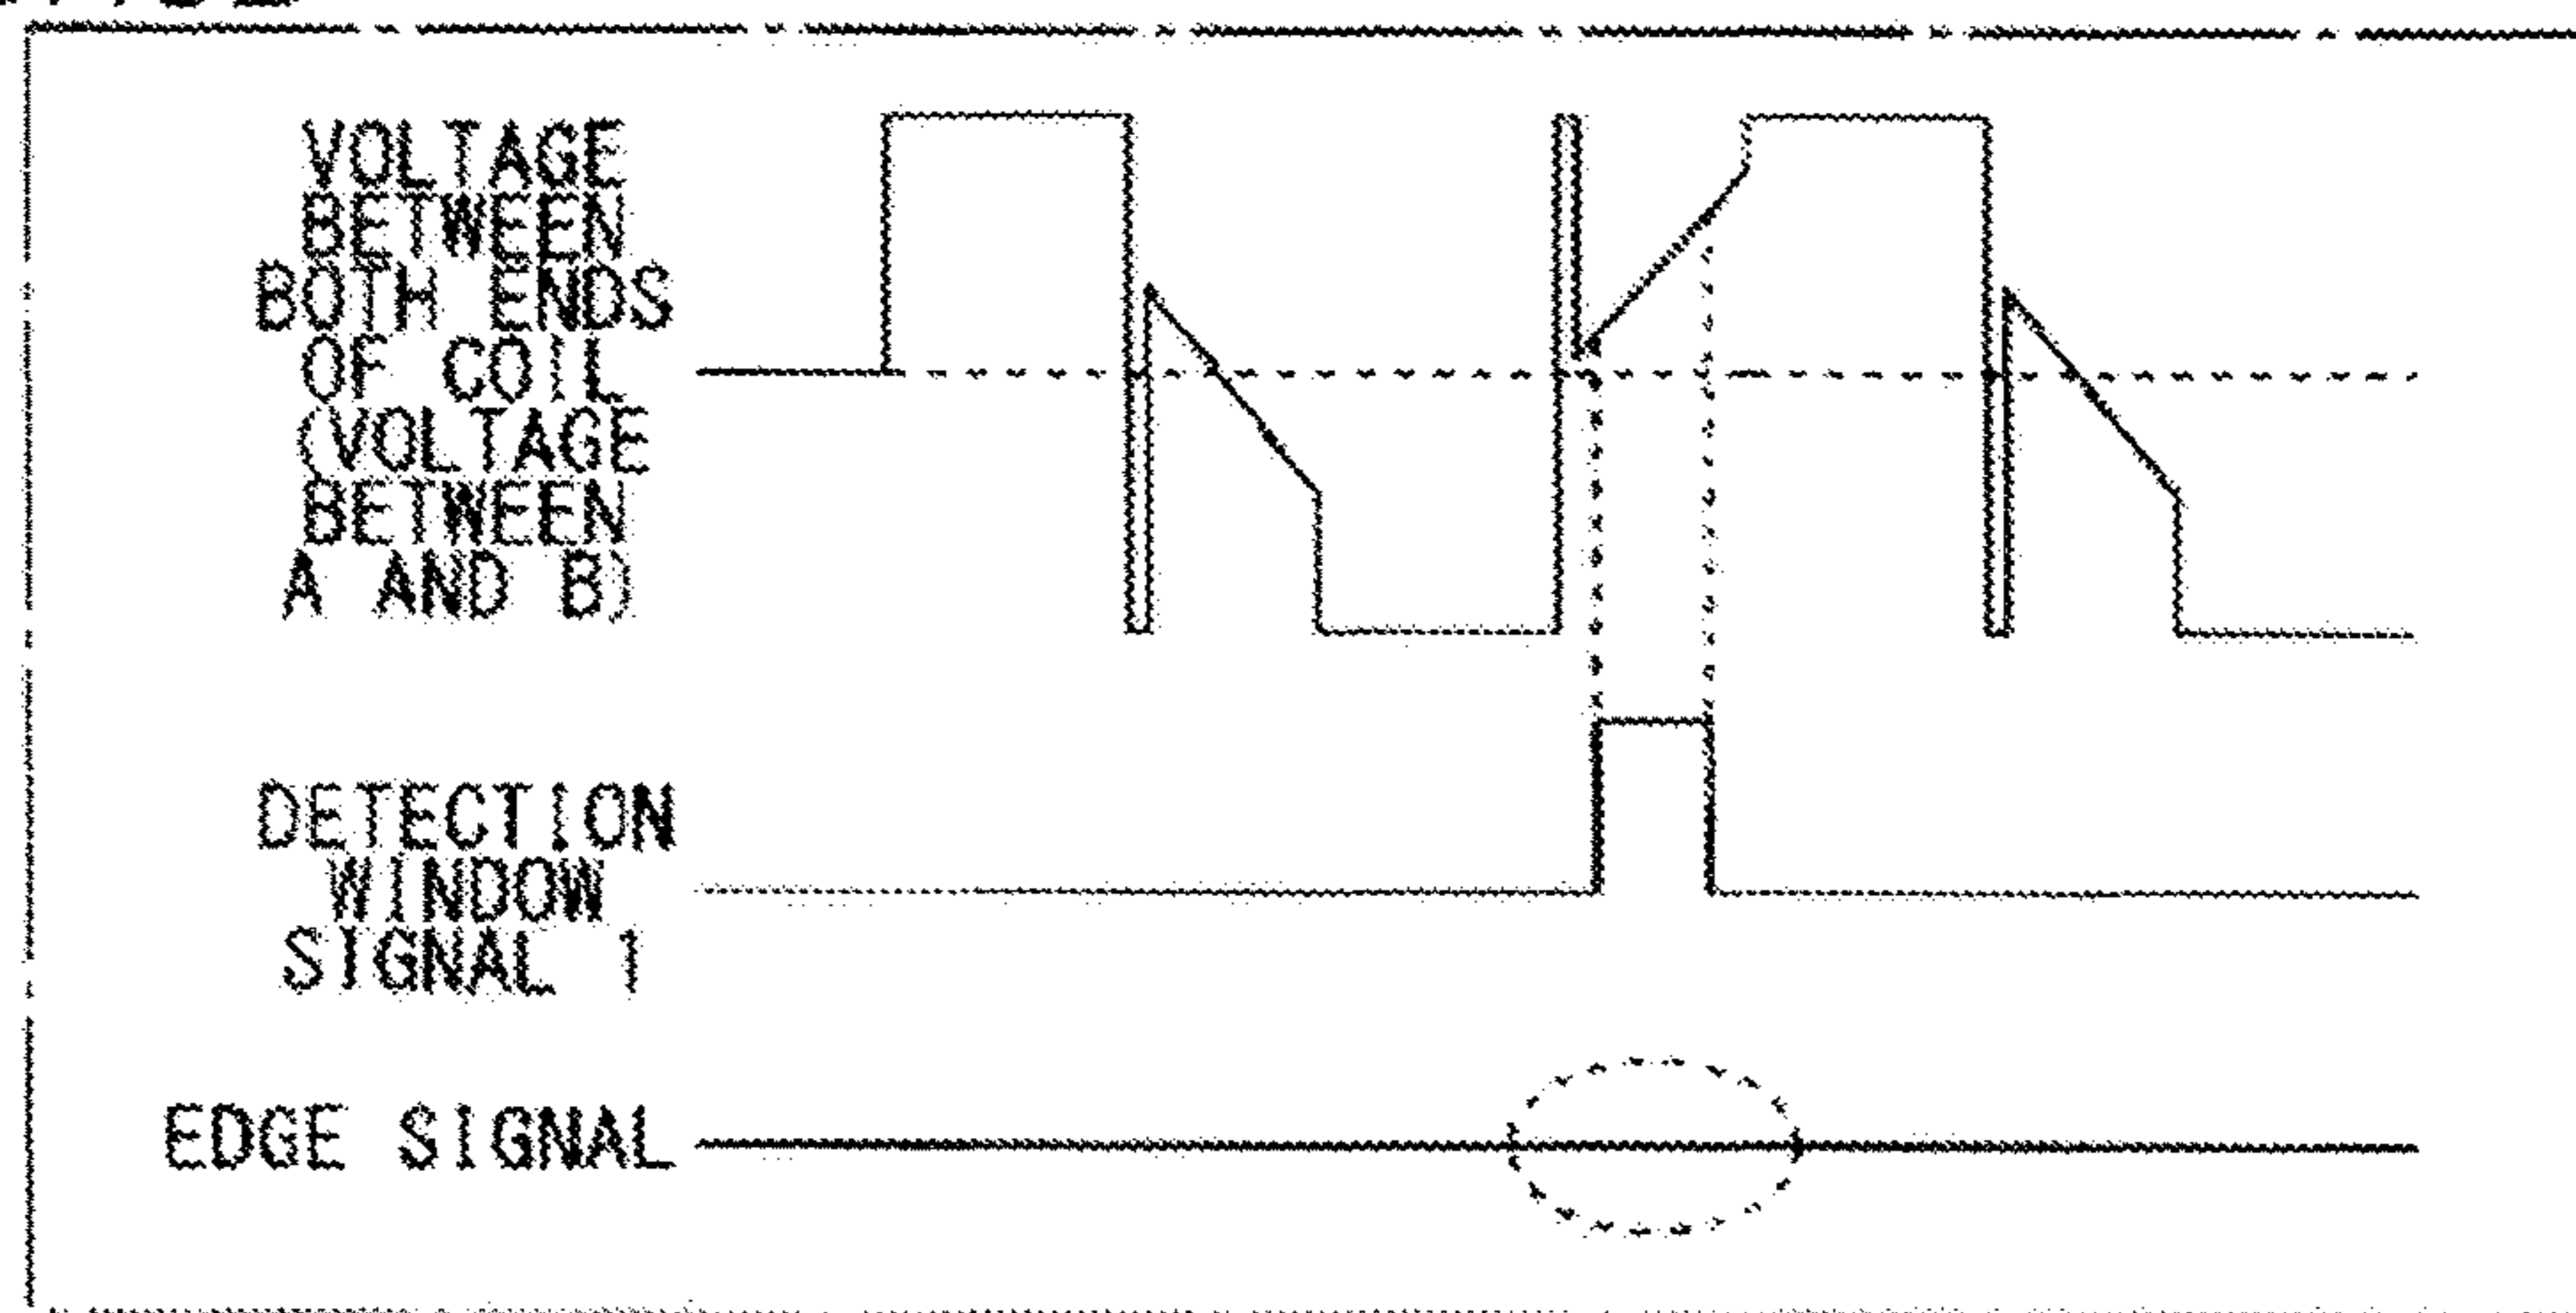 VOLTAGE
BETWEEN
BOTH ENDS
OF COIL
(VOLTAGE
BETWEEN
A AND B)
DETECTION
WINDOW
SIGNAL 1
EDGE SIGNAL